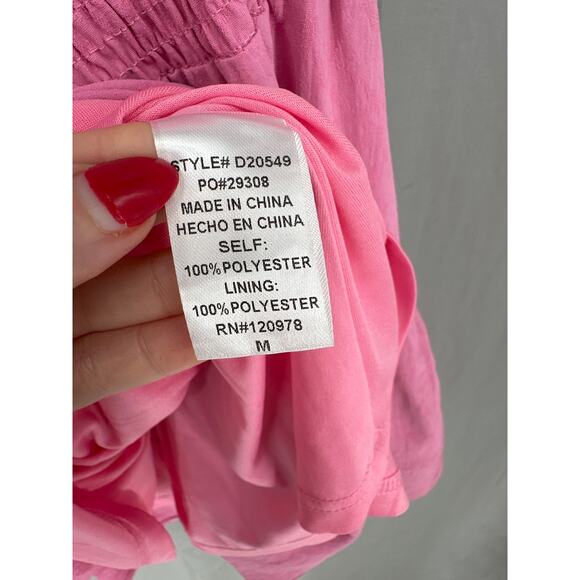 STYLE# D20549
PO#29308
MADE IN CHINA
HECHO EN CHINA
SELF:
100%POLYESTER
LINING:
100%POLYESTER
RN#120978
M